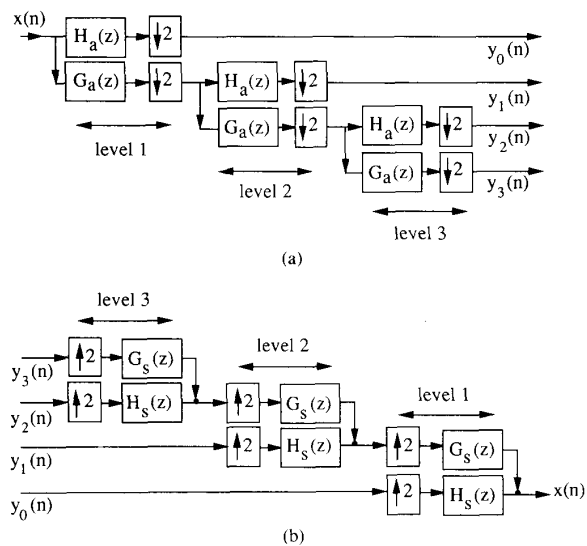 x(n)
H_a(z) ↓2 y_0(n)
G_a(z) ↓2 H_a(z) ↓2 y_1(n)
level 1 G_a(z) ↓2 H_a(z) ↓2 y_2(n)
level 2 G_a(z) ↓2 y_3(n)
level 3
(a)
level 3
y_3(n) ↑2 G_s(z) level 2
y_2(n) ↑2 H_s(z) ↑2 G_s(z) level 1
y_1(n) ↑2 H_s(z) ↑2 G_s(z)
y_0(n) ↑2 H_s(z) x(n)
(b)